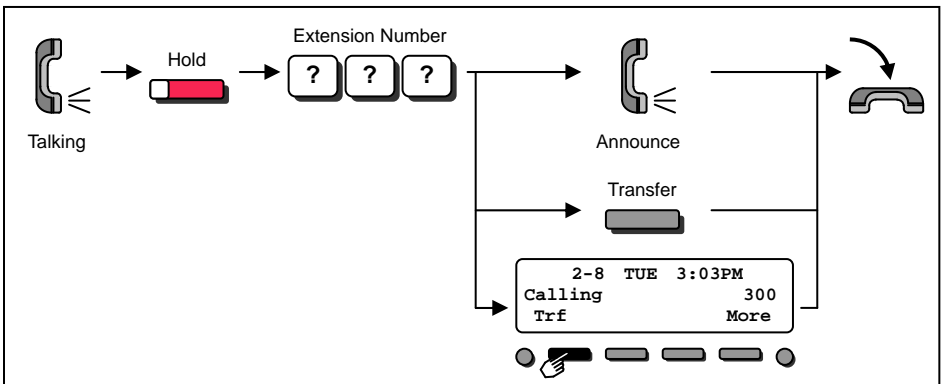 Extension Number
Hold
? ? ?
Talking
Announce
Transfer
2-8 TUE 3:03PM
Calling 300
Trf More